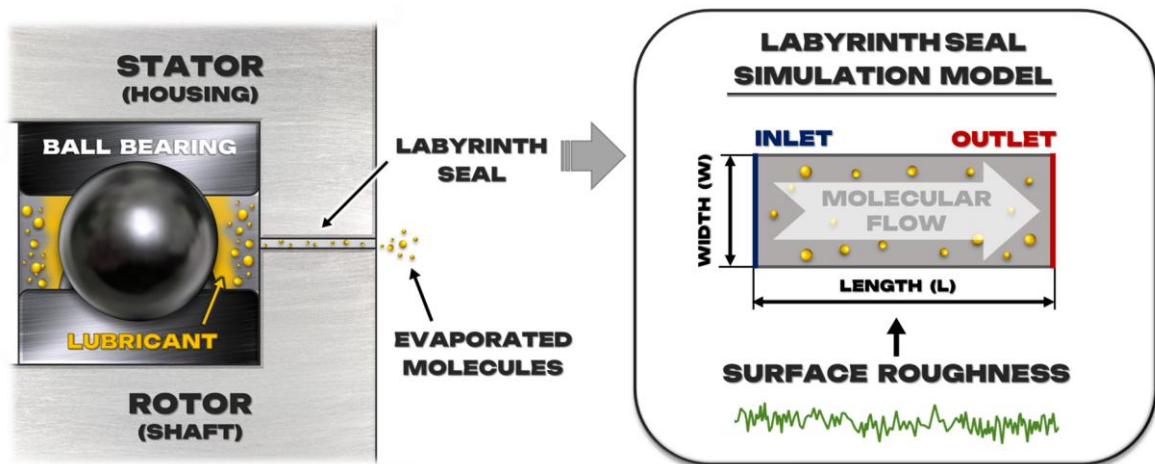 STATOR
(HOUSING)
BALL BEARING
LUBRICANT
ROTOR
(SHAFT)
LABYRINTH
SEAL
EVAPORATED
MOLECULES
LABYRINTH SEAL
SIMULATION MODEL
INLET
OUTLET
WIDTH (W)
MOLECULAR
FLOW
LENGTH (L)
SURFACE ROUGHNESS